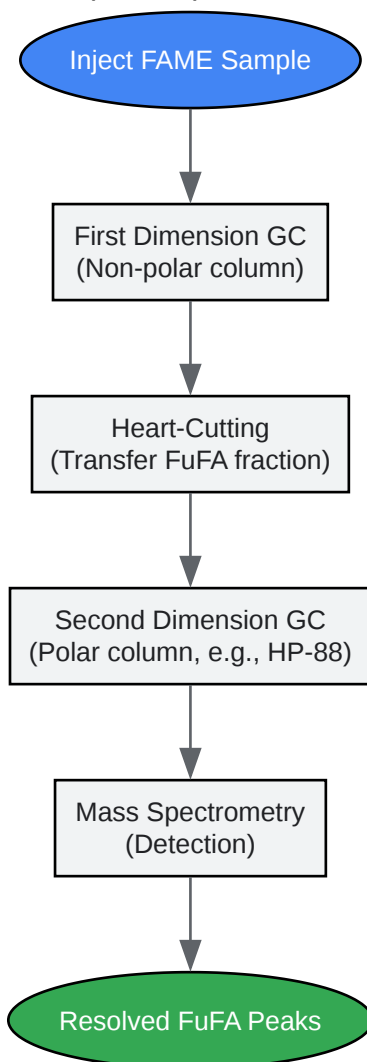 Inject FAME Sample
First Dimension GC
(Non-polar column)
Heart-Cutting
(Transfer FuFA fraction)
Second Dimension GC
(Polar column, e.g., HP-88)
Mass Spectrometry
(Detection)
Resolved FuFA Peaks